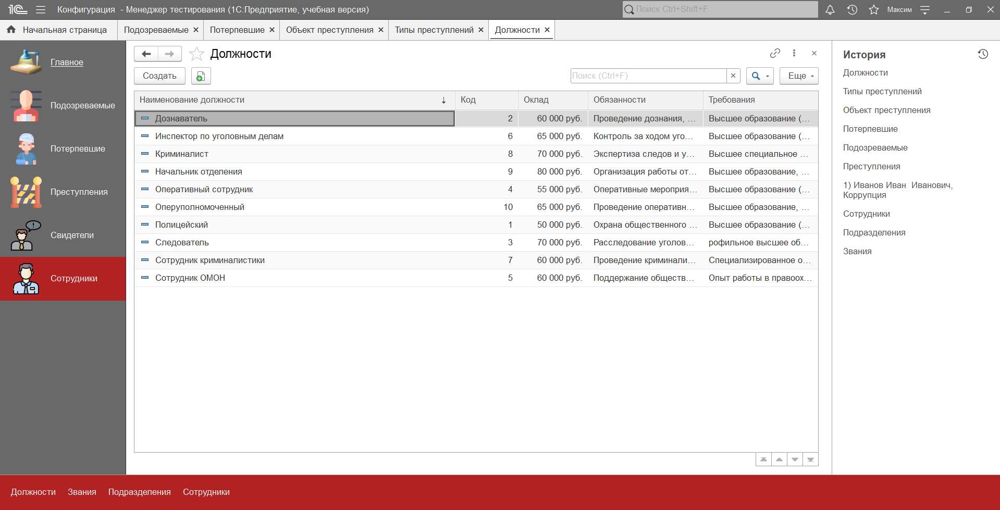 1С Конфигурация - Менеджер тестирования (1С:Предприятие, учебная версия) Поиск Ctrl+Shift+F Максим
Начальная страница Подозреваемые Потерпевшие Объект преступления Типы преступлений Должности
Главное
Подозреваемые
Потерпевшие
Преступления
Свидетели
Сотрудники
Должности
Создать Поиск (Ctrl+F) Еще
Наименование должности Код Оклад Обязанности Требования
Дознаватель 2 60 000 руб. Проведение дознания, ... Высшее образование (...
Инспектор по уголовным делам 6 65 000 руб. Контроль за ходом уго... Высшее образование (...
Криминалист 8 70 000 руб. Экспертиза следов и у... Высшее специальное ...
Начальник отделения 9 80 000 руб. Организация работы от... Высшее образование, ...
Оперативный сотрудник 4 55 000 руб. Оперативные мероприя... Высшее образование (...
Оперуполномоченный 10 65 000 руб. Проведение оперативн... Высшее образование, ...
Полицейский 1 50 000 руб. Охрана общественного ... Высшее образование (...
Следователь 3 70 000 руб. Расследование уголов... рофильное высшее об...
Сотрудник криминалистики 7 60 000 руб. Проведение криминали... Специализированное о...
Сотрудник ОМОН 5 60 000 руб. Поддержание обществ... Опыт работы в правоох...
История
Должности
Типы преступлений
Объект преступления
Потерпевшие
Подозреваемые
Преступления
1) Иванов Иван  Иванович,
Коррупция
Сотрудники
Подразделения
Звания
Должности Звания Подразделения Сотрудники